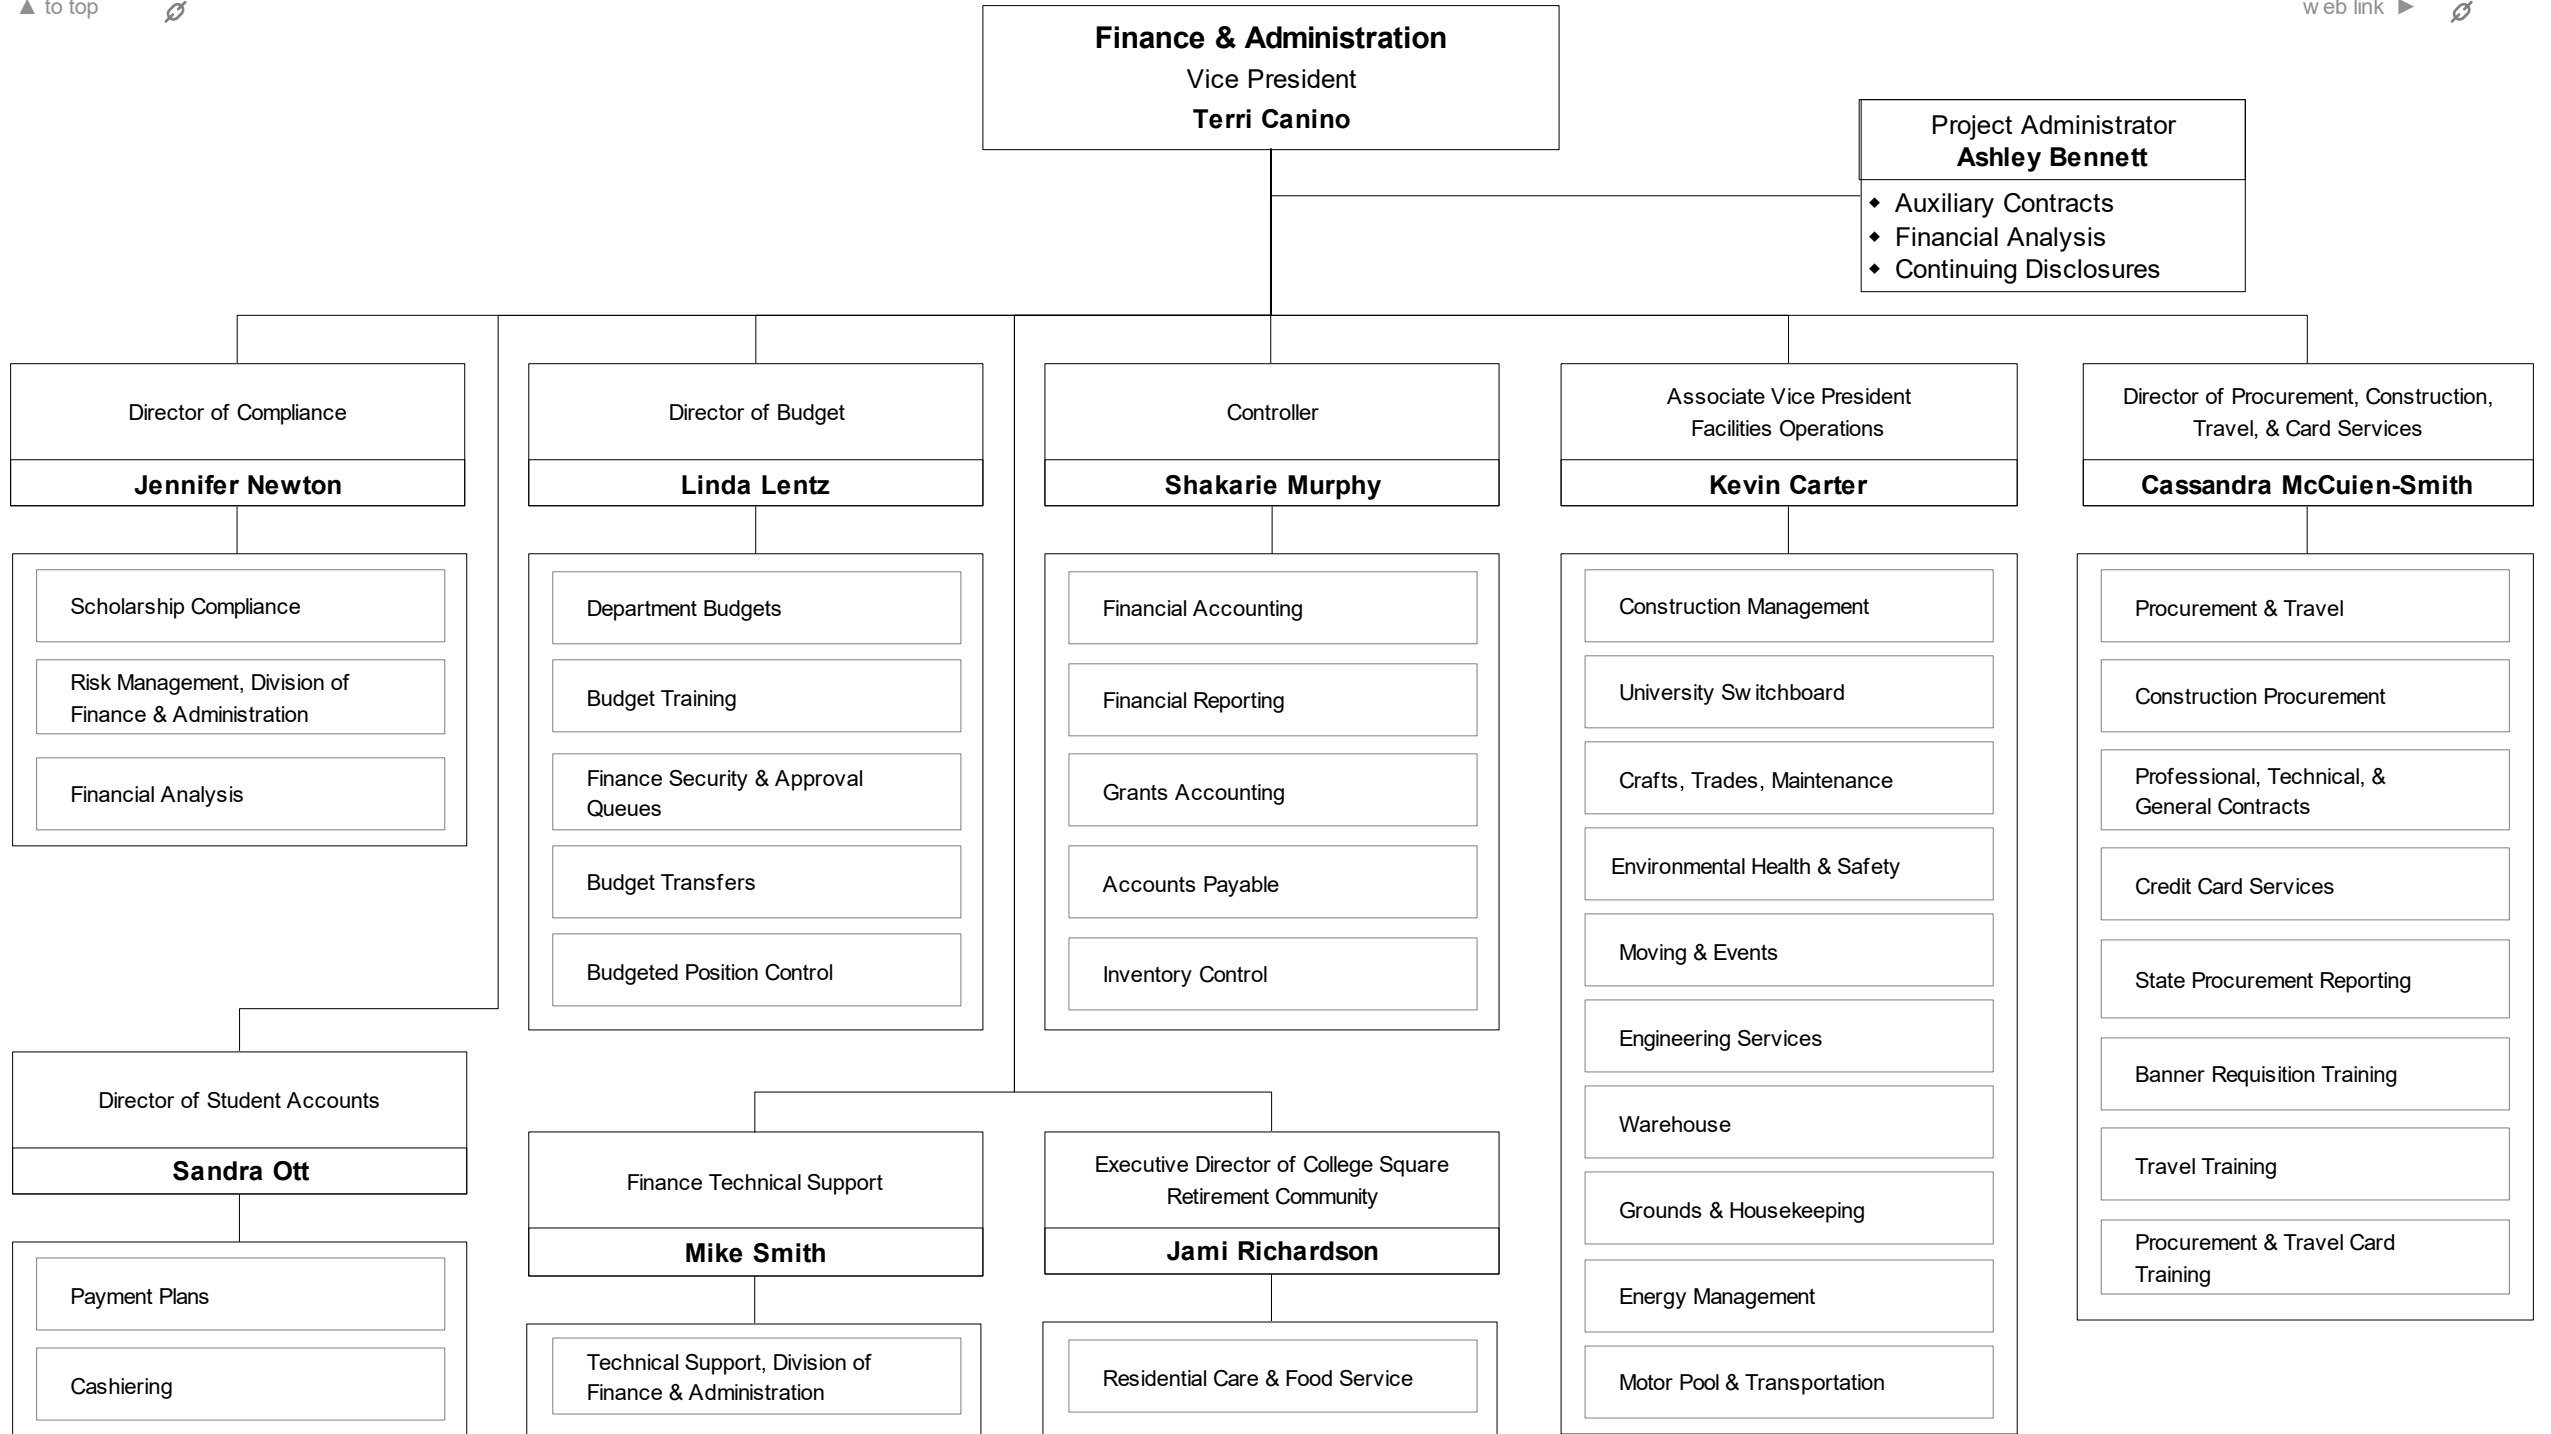 ▲ to top
web link ►
Finance & Administration
Vice President
Terri Canino
Project Administrator
Ashley Bennett
◆ Auxiliary Contracts
◆ Financial Analysis
◆ Continuing Disclosures
Director of Compliance
Jennifer Newton
Scholarship Compliance
Risk Management, Division of
Finance & Administration
Financial Analysis
Director of Budget
Linda Lentz
Department Budgets
Budget Training
Finance Security & Approval
Queues
Budget Transfers
Budgeted Position Control
Controller
Shakarie Murphy
Financial Accounting
Financial Reporting
Grants Accounting
Accounts Payable
Inventory Control
Associate Vice President
Facilities Operations
Kevin Carter
Construction Management
University Switchboard
Crafts, Trades, Maintenance
Environmental Health & Safety
Moving & Events
Engineering Services
Warehouse
Grounds & Housekeeping
Energy Management
Motor Pool & Transportation
Director of Procurement, Construction,
Travel, & Card Services
Cassandra McCuien-Smith
Procurement & Travel
Construction Procurement
Professional, Technical, &
General Contracts
Credit Card Services
State Procurement Reporting
Banner Requisition Training
Travel Training
Procurement & Travel Card
Training
Director of Student Accounts
Sandra Ott
Payment Plans
Cashiering
Finance Technical Support
Mike Smith
Technical Support, Division of
Finance & Administration
Executive Director of College Square
Retirement Community
Jami Richardson
Residential Care & Food Service